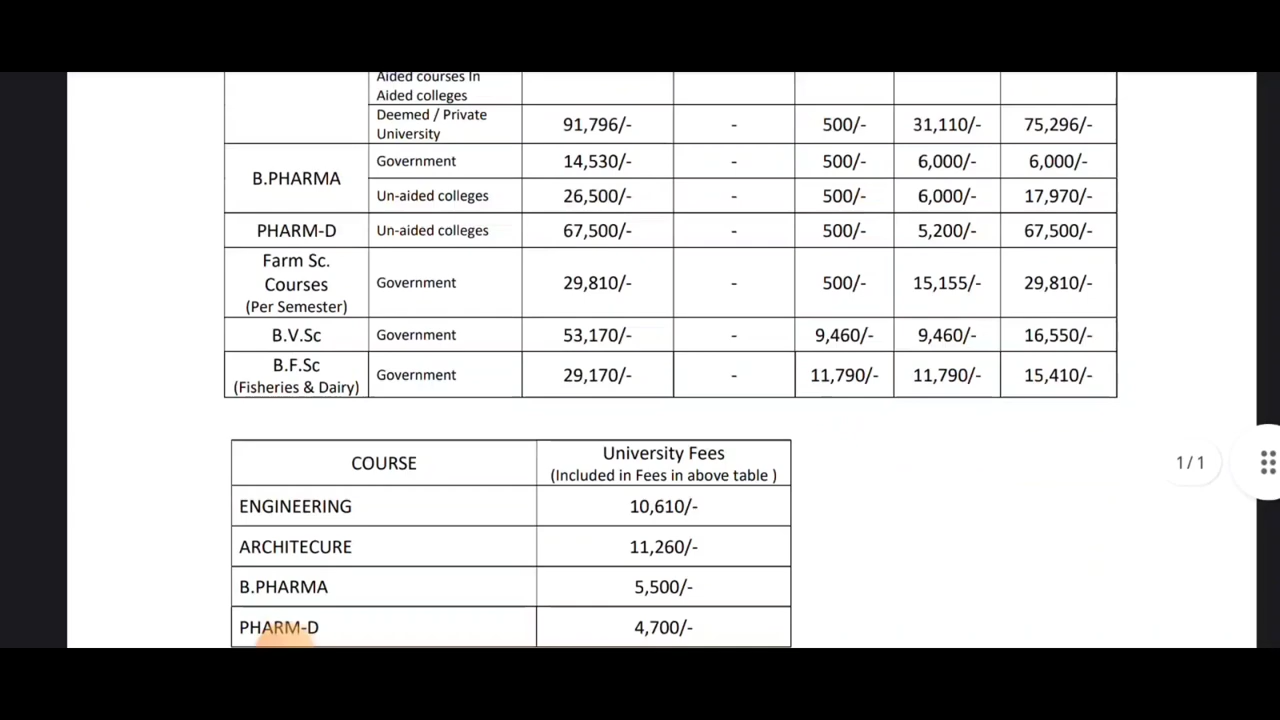 Aided courses In
Aided colleges
Deemed / Private
University 91,796/- - 500/- 31,110/- 75,296/-
B.PHARMA Government 14,530/- - 500/- 6,000/- 6,000/-
Un-aided colleges 26,500/- - 500/- 6,000/- 17,970/-
PHARM-D Un-aided colleges 67,500/- - 500/- 5,200/- 67,500/-
Farm Sc.
Courses
(Per Semester) Government 29,810/- - 500/- 15,155/- 29,810/-
B.V.Sc Government 53,170/- - 9,460/- 9,460/- 16,550/-
B.F.Sc
(Fisheries & Dairy) Government 29,170/- - 11,790/- 11,790/- 15,410/-
COURSE University Fees
(Included in Fees in above table )
1/1
ENGINEERING 10,610/-
ARCHITECURE 11,260/-
B.PHARMA 5,500/-
PHARM-D 4,700/-